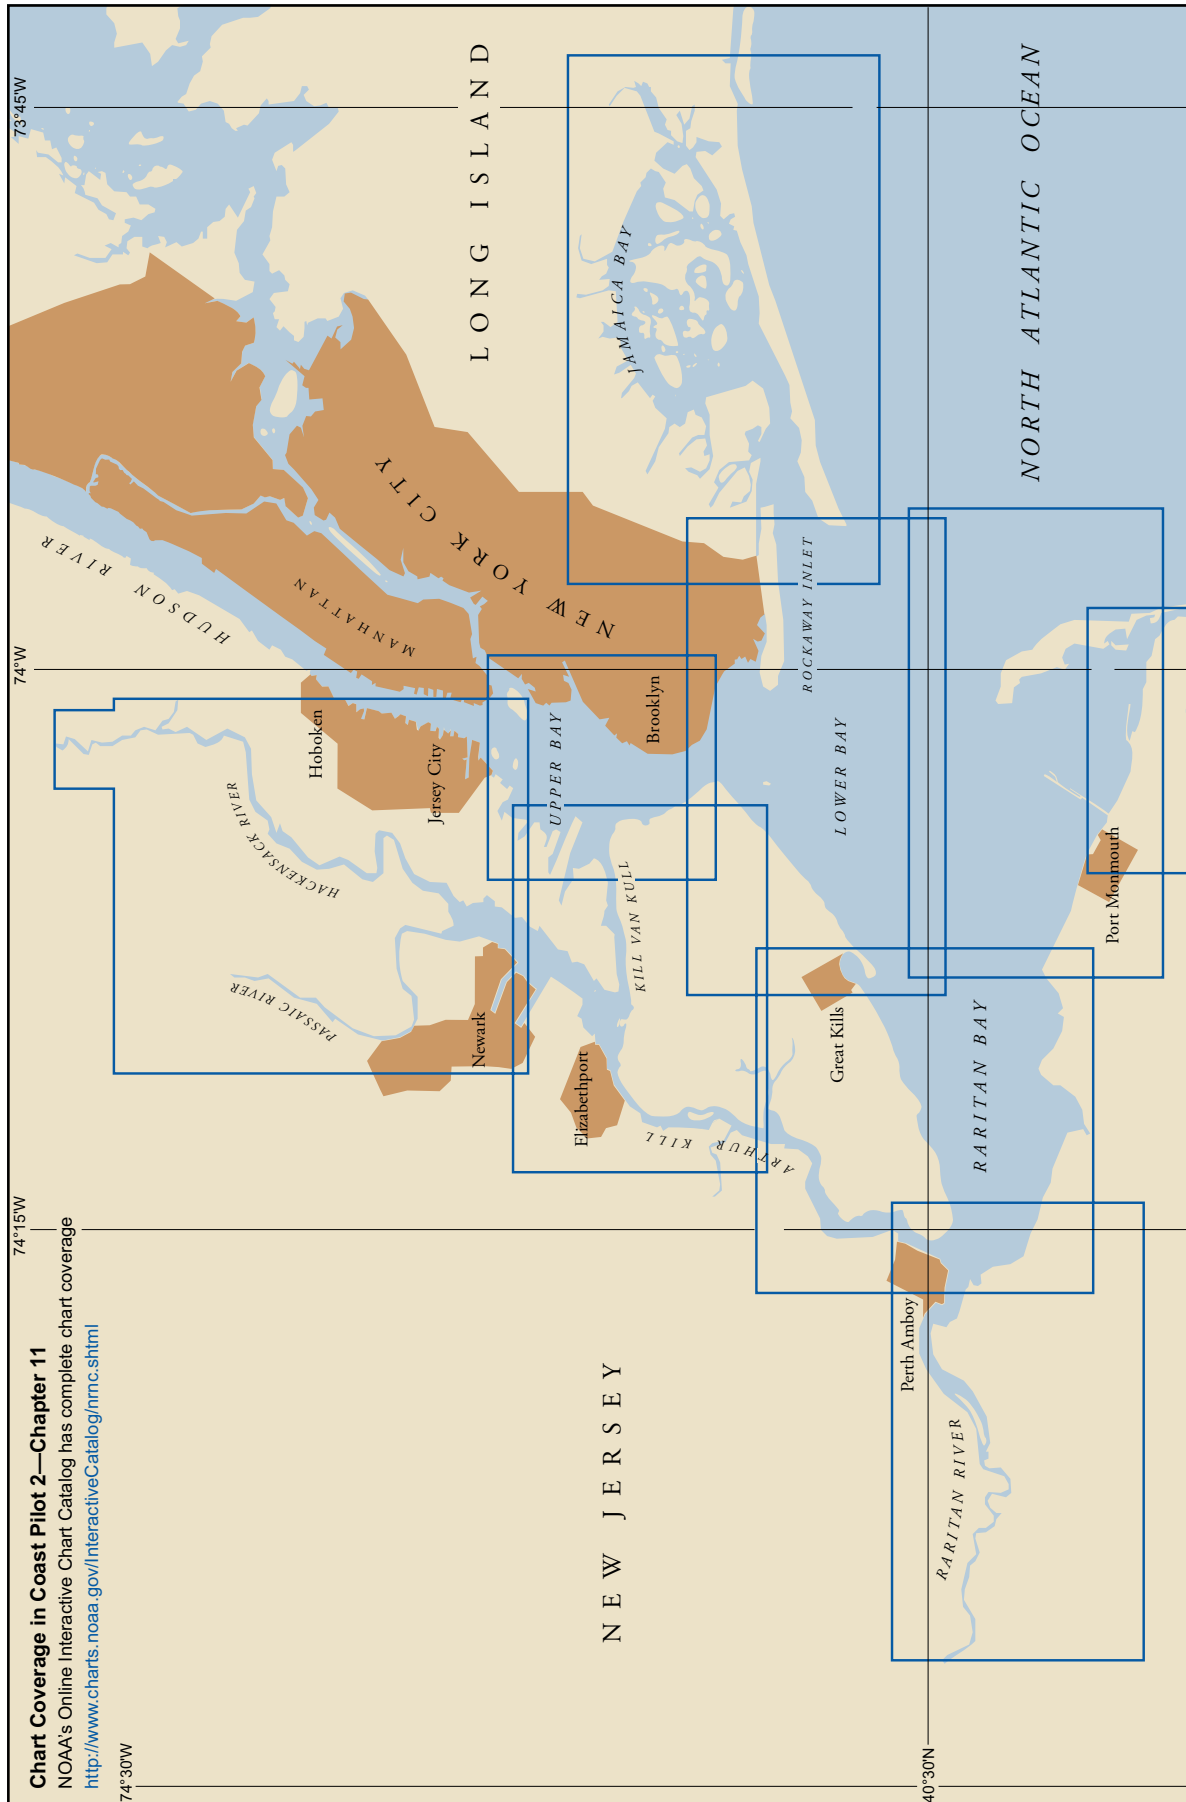 Chart Coverage in Coast Pilot 2—Chapter 11
NOAA's Online Interactive Chart Catalog has complete chart coverage
http://www.charts.noaa.gov/InteractiveCatalog/nrnc.shtml
74°30'W
74°15'W
74°W
73°45'W
40°30'N
HUDSON RIVER
MANHATTAN
NEW YORK CITY
LONG ISLAND
Hoboken
Jersey City
HACKENSACK RIVER
PASSAIC RIVER
Newark
UPPER BAY
Brooklyn
JAMAICA BAY
KILL VAN KULL
Elizabethport
ARTHUR KILL
NEW JERSEY
ROCKAWAY INLET
LOWER BAY
Great Kills
Perth Amboy
RARITAN RIVER
RARITAN BAY
NORTH ATLANTIC OCEAN
Port Monmouth